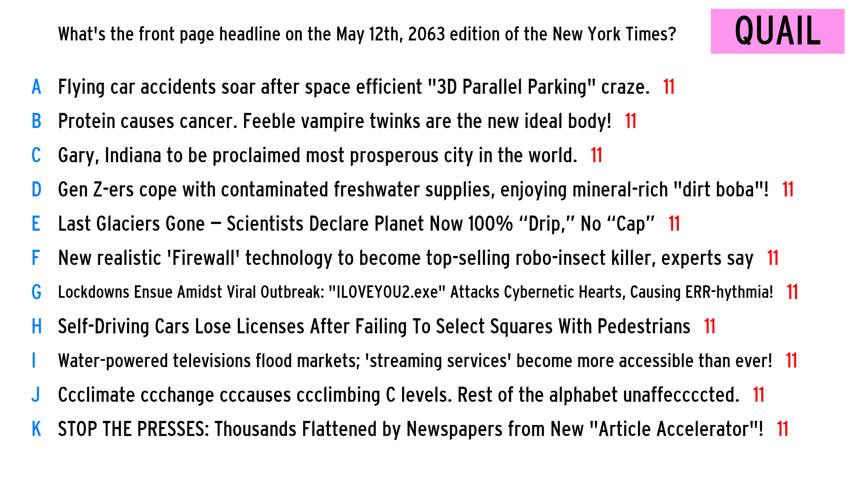 What's the front page headline on the May 12th, 2063 edition of the New York Times?
QUAIL
A Flying car accidents soar after space efficient "3D Parallel Parking" craze. 11
B Protein causes cancer. Feeble vampire twinks are the new ideal body! 11
C Gary, Indiana to be proclaimed most prosperous city in the world. 11
D Gen Z-ers cope with contaminated freshwater supplies, enjoying mineral-rich "dirt boba"! 11
E Last Glaciers Gone – Scientists Declare Planet Now 100% “Drip,” No “Cap” 11
F New realistic 'Firewall' technology to become top-selling robo-insect killer, experts say 11
G Lockdowns Ensue Amidst Viral Outbreak: "ILOVEYOU2.exe" Attacks Cybernetic Hearts, Causing ERR-hythmia! 11
H Self-Driving Cars Lose Licenses After Failing To Select Squares With Pedestrians 11
I Water-powered televisions flood markets; 'streaming services' become more accessible than ever! 11
J Ccclimate ccchange cccauses ccclimbing C levels. Rest of the alphabet unaffecccccted. 11
K STOP THE PRESSES: Thousands Flattened by Newspapers from New "Article Accelerator"! 11